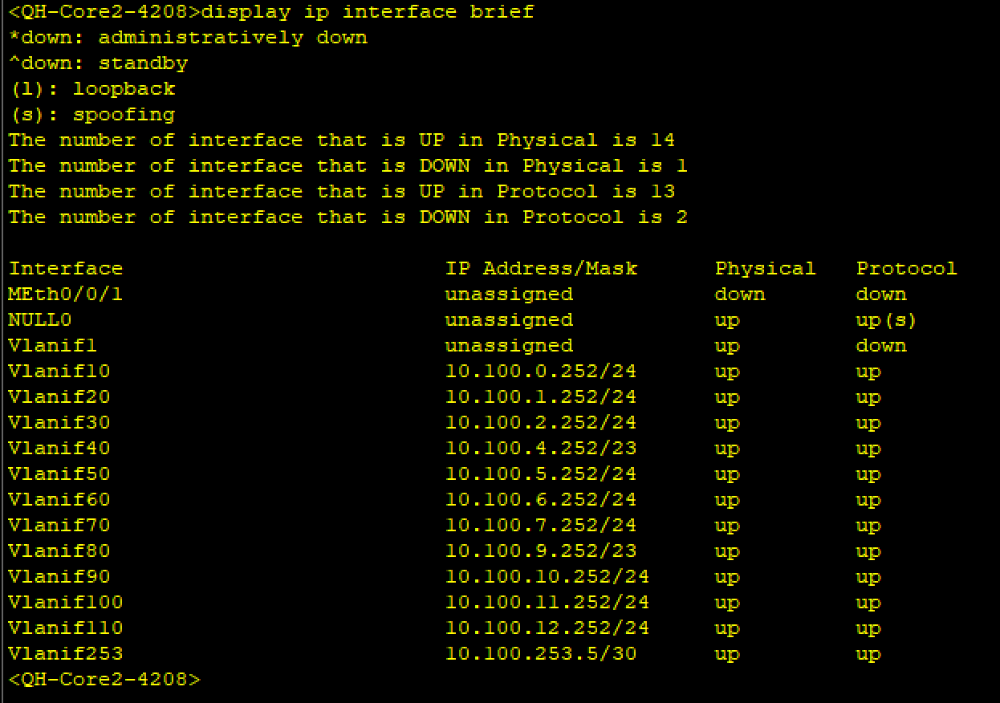 <QH-Core2-4208>display ip interface brief
*down: administratively down
^down: standby
(l): loopback
(s): spoofing
The number of interface that is UP in Physical is 14
The number of interface that is DOWN in Physical is 1
The number of interface that is UP in Protocol is 13
The number of interface that is DOWN in Protocol is 2
Interface IP Address/Mask Physical Protocol
MEth0/0/1 unassigned down down
NULL0 unassigned up up(s)
Vlanif1 unassigned up down
Vlanif10 10.100.0.252/24 up up
Vlanif20 10.100.1.252/24 up up
Vlanif30 10.100.2.252/24 up up
Vlanif40 10.100.4.252/23 up up
Vlanif50 10.100.5.252/24 up up
Vlanif60 10.100.6.252/24 up up
Vlanif70 10.100.7.252/24 up up
Vlanif80 10.100.9.252/23 up up
Vlanif90 10.100.10.252/24 up up
Vlanif100 10.100.11.252/24 up up
Vlanif110 10.100.12.252/24 up up
Vlanif253 10.100.253.5/30 up up
<QH-Core2-4208>